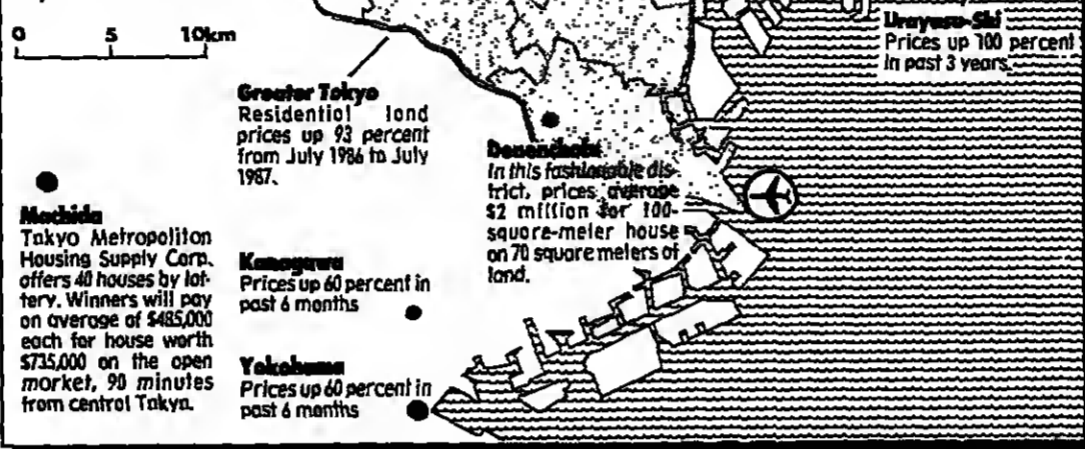 0 5 10km
Urayasu-Shi
Prices up 100 percent
in past 3 years.
Greater Tokyo
Residential land
prices up 93 percent
from July 1986 to July
1987.
Denenchofu
In this fashionable dis-
trict, prices average
$2 million for 100-
square-meter house
on 70 square meters of
land.
Machida
Tokyo Metropoliton
Housing Supply Corp.
offers 40 houses by lot-
tery. Winners will pay
on average of $485,000
each for house worth
$735,000 on the open
market, 90 minutes
from central Tokyo.
Kanagawa
Prices up 60 percent in
past 6 months
Yokohama
Prices up 60 percent in
past 6 months